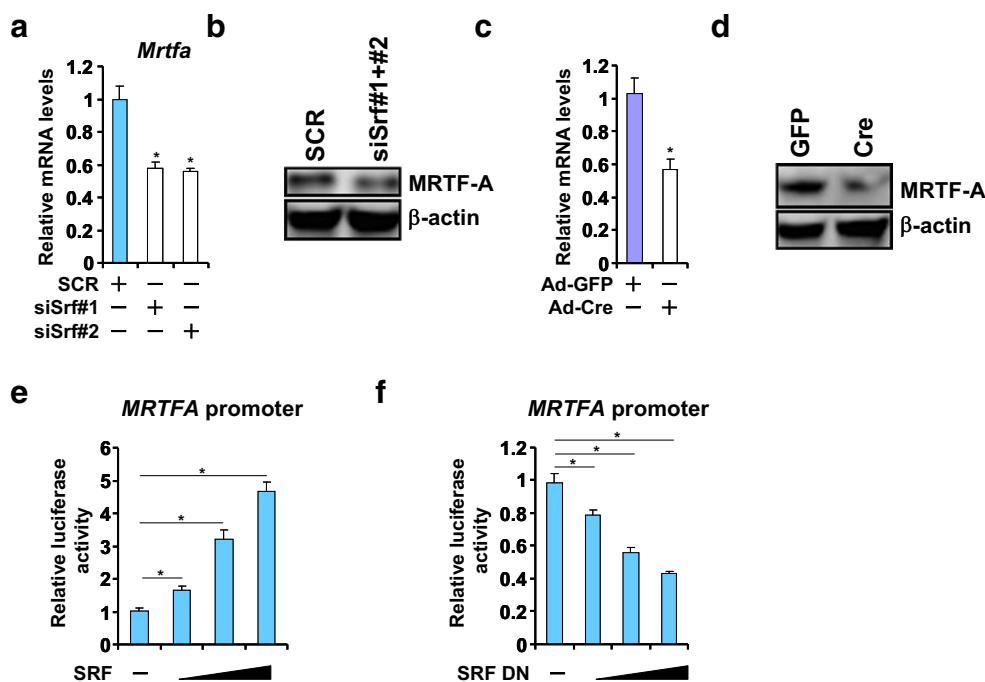 a
Mrtfa
Relative mRNA levels
1.2
1
0.8
0.6
0.4
0.2
0
*
*
SCR + − −
siSrf#1 − + −
siSrf#2 − − +
b
SCR
siSrf#1+#2
MRTF-A
β-actin
c
Relative mRNA levels
1.2
1
0.8
0.6
0.4
0.2
0
*
Ad-GFP + −
Ad-Cre − +
d
GFP
Cre
MRTF-A
β-actin
e
MRTFA promoter
Relative luciferase
activity
6
5
4
3
2
1
0
*
*
*
SRF −
f
MRTFA promoter
Relative luciferase
activity
1.2
1
0.8
0.6
0.4
0.2
0
*
*
*
SRF DN −